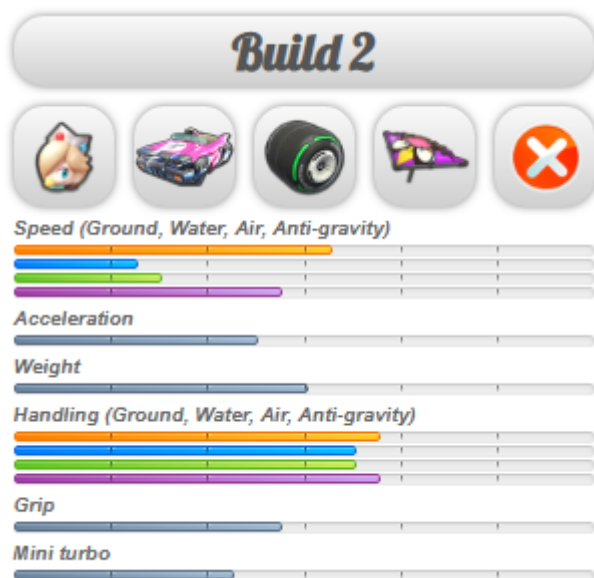 Build 2
Speed (Ground, Water, Air, Anti-gravity)
Acceleration
Weight
Handling (Ground, Water, Air, Anti-gravity)
Grip
Mini turbo